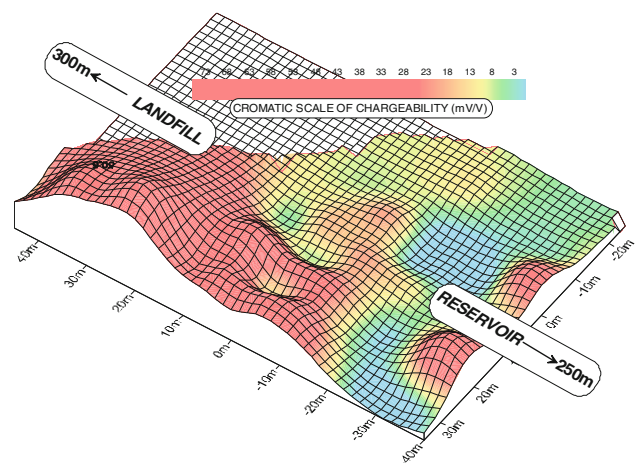 300m
LANDFILL
73 68 63 58 53 48 43 38 33 28 23 18 13 8 3
CROMATIC SCALE OF CHARGEABILITY (mV/V)
RESERVOIR
250m
40m
30m
20m
10m
0m
-10m
-20m
-30m
40m
30m
20m
0m
-10m
-20m